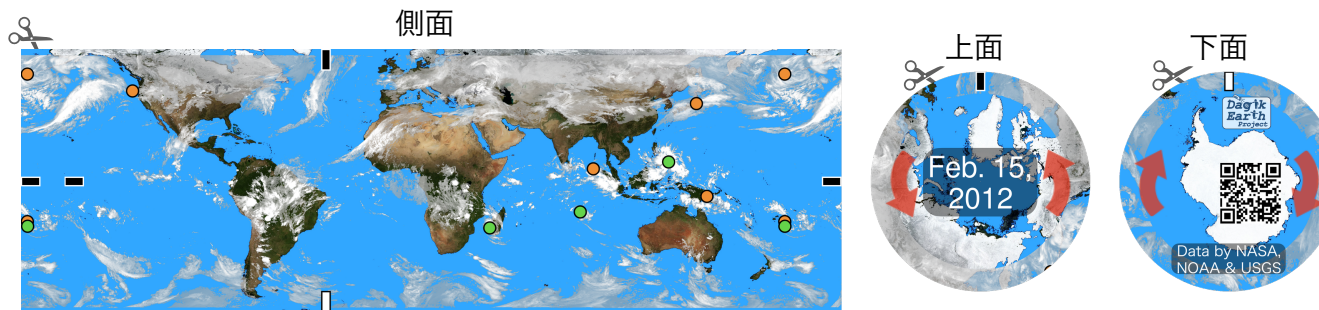 側面
上面
下面
Feb. 15,
2012
Dagik
Earth
Project
Data by NASA,
NOAA & USGS